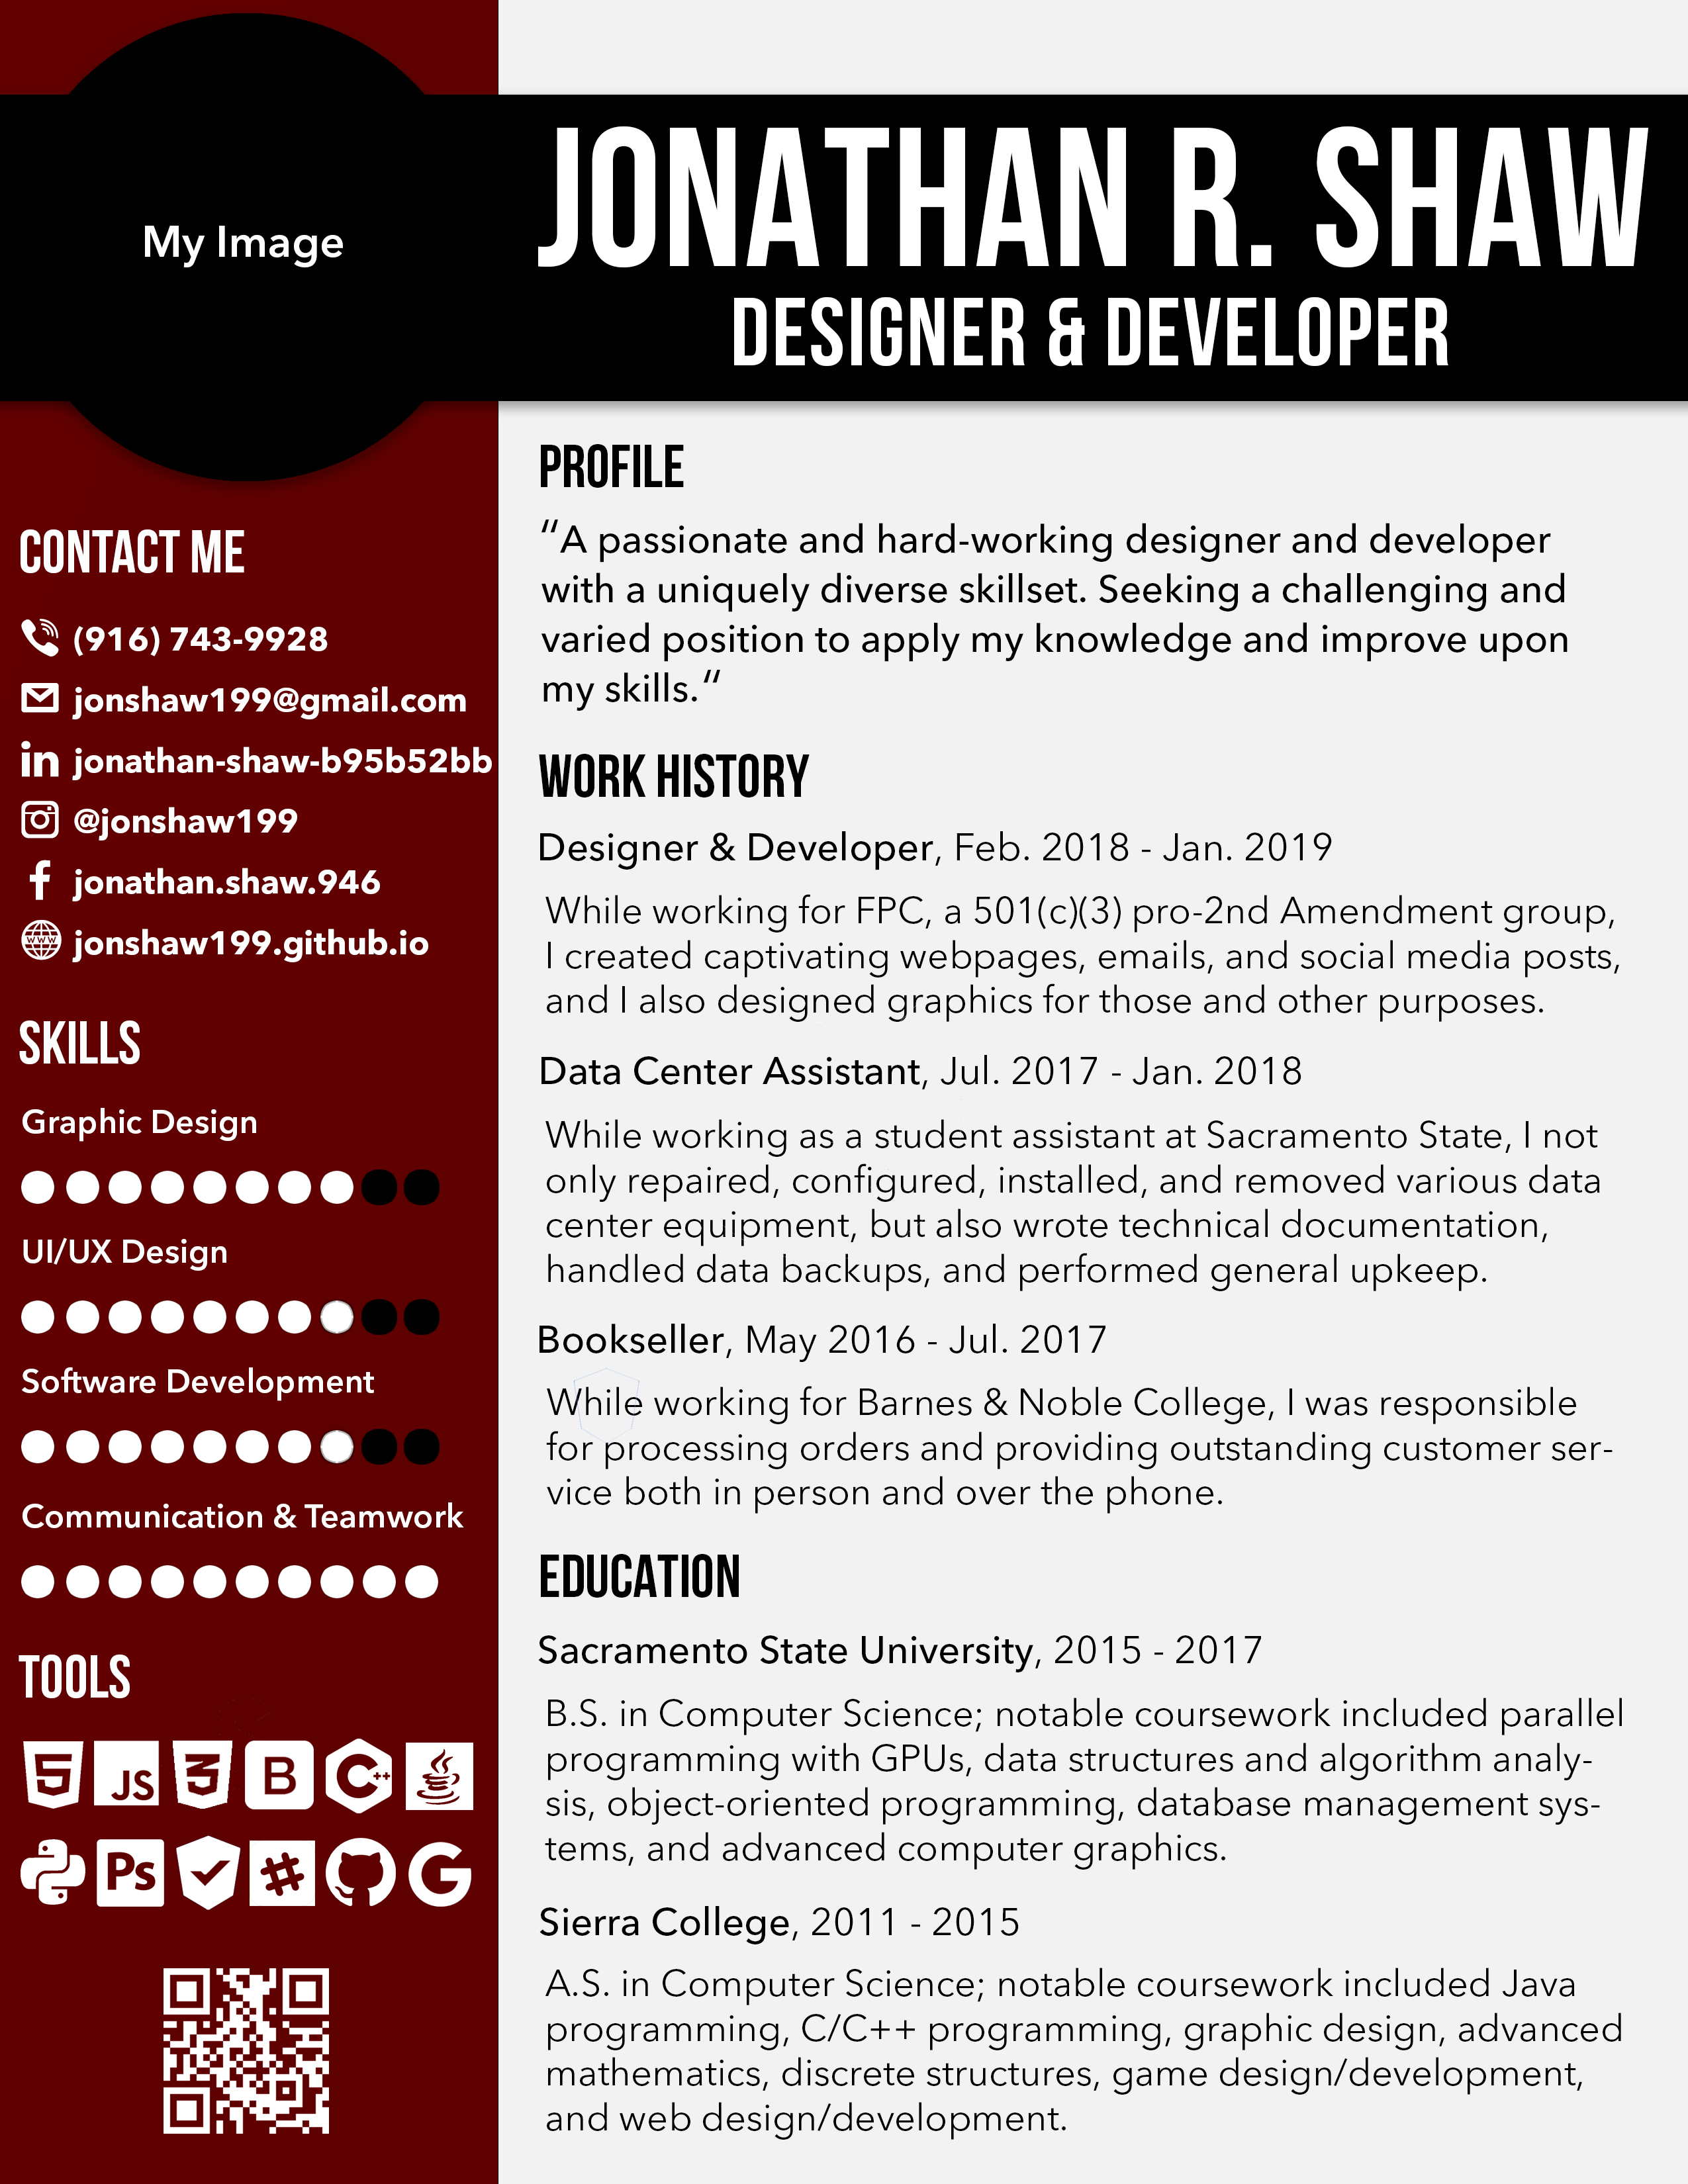 My Image
JONATHAN R. SHAW
DESIGNER & DEVELOPER
CONTACT ME
(916) 743-9928
jonshaw199@gmail.com
in jonathan-shaw-b95b52bb
@jonshaw199
f jonathan.shaw.946
WWW jonshaw199.github.io
SKILLS
Graphic Design
UI/UX Design
Software Development
Communication & Teamwork
TOOLS
5 JS 3 B C++
Ps # G
PROFILE
“A passionate and hard-working designer and developer
with a uniquely diverse skillset. Seeking a challenging and
varied position to apply my knowledge and improve upon
my skills.“
WORK HISTORY
Designer & Developer, Feb. 2018 - Jan. 2019
While working for FPC, a 501(c)(3) pro-2nd Amendment group,
I created captivating webpages, emails, and social media posts,
and I also designed graphics for those and other purposes.
Data Center Assistant, Jul. 2017 - Jan. 2018
While working as a student assistant at Sacramento State, I not
only repaired, configured, installed, and removed various data
center equipment, but also wrote technical documentation,
handled data backups, and performed general upkeep.
Bookseller, May 2016 - Jul. 2017
While working for Barnes & Noble College, I was responsible
for processing orders and providing outstanding customer ser-
vice both in person and over the phone.
EDUCATION
Sacramento State University, 2015 - 2017
B.S. in Computer Science; notable coursework included parallel
programming with GPUs, data structures and algorithm analy-
sis, object-oriented programming, database management sys-
tems, and advanced computer graphics.
Sierra College, 2011 - 2015
A.S. in Computer Science; notable coursework included Java
programming, C/C++ programming, graphic design, advanced
mathematics, discrete structures, game design/development,
and web design/development.